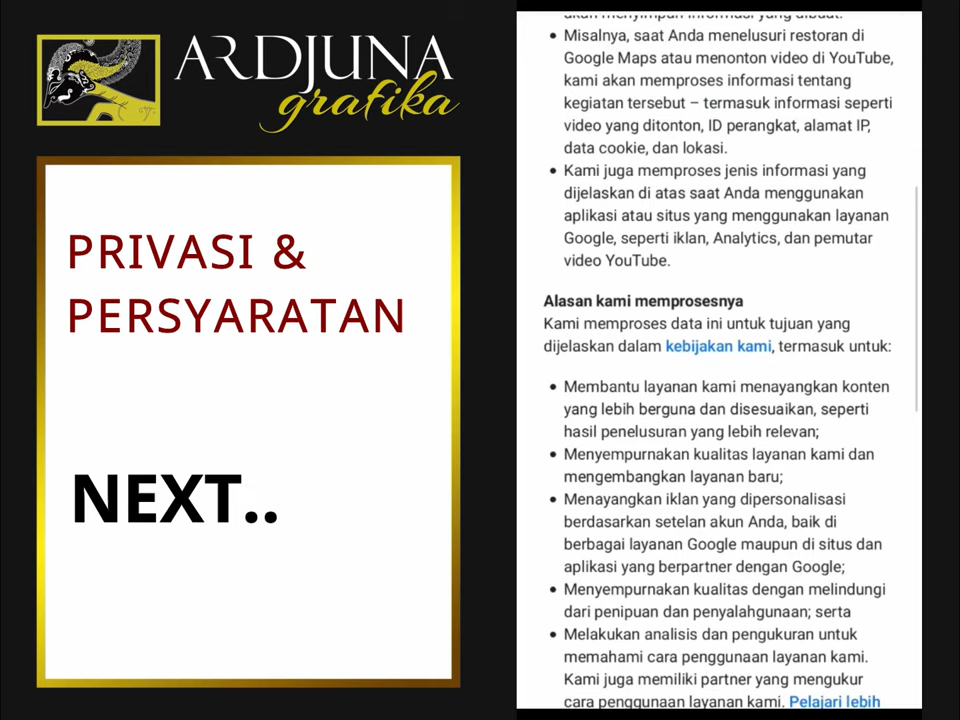 ARDJUNA
grafika
PRIVASI &
PERSYARATAN
NEXT..
akan menyimpan informasi yang dibuat.
Misalnya, saat Anda menelusuri restoran di
Google Maps atau menonton video di YouTube,
kami akan memproses informasi tentang
kegiatan tersebut – termasuk informasi seperti
video yang ditonton, ID perangkat, alamat IP,
data cookie, dan lokasi.
Kami juga memproses jenis informasi yang
dijelaskan di atas saat Anda menggunakan
aplikasi atau situs yang menggunakan layanan
Google, seperti iklan, Analytics, dan pemutar
video YouTube.
Alasan kami memprosesnya
Kami memproses data ini untuk tujuan yang
dijelaskan dalam kebijakan kami, termasuk untuk:
Membantu layanan kami menayangkan konten
yang lebih berguna dan disesuaikan, seperti
hasil penelusuran yang lebih relevan;
Menyempurnakan kualitas layanan kami dan
mengembangkan layanan baru;
Menayangkan iklan yang dipersonalisasi
berdasarkan setelan akun Anda, baik di
berbagai layanan Google maupun di situs dan
aplikasi yang berpartner dengan Google;
Menyempurnakan kualitas dengan melindungi
dari penipuan dan penyalahgunaan; serta
Melakukan analisis dan pengukuran untuk
memahami cara penggunaan layanan kami.
Kami juga memiliki partner yang mengukur
cara penggunaan layanan kami. Pelajari lebih